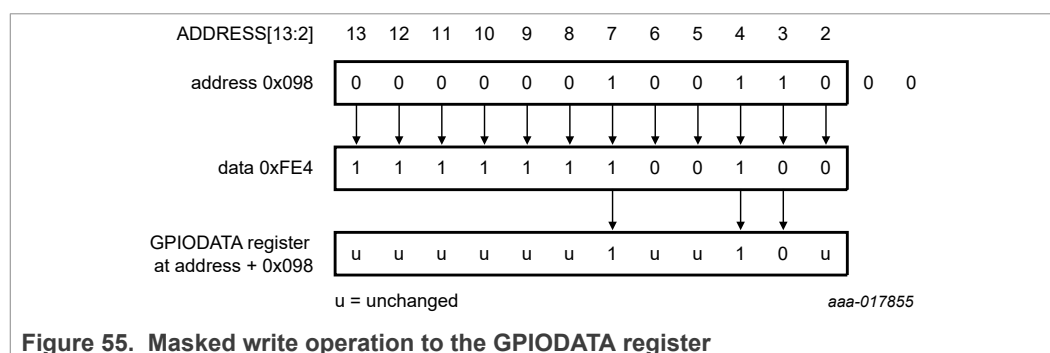 ADDRESS[13:2] 13 12 11 10 9 8 7 6 5 4 3 2
address 0x098 0 0 0 0 0 0 1 0 0 1 1 0 0 0
data 0xFE4 1 1 1 1 1 1 1 0 0 1 0 0
GPIODATA register
at address + 0x098 u u u u u u 1 u u 1 0 u
u = unchanged aaa-017855
Figure 55. Masked write operation to the GPIODATA register